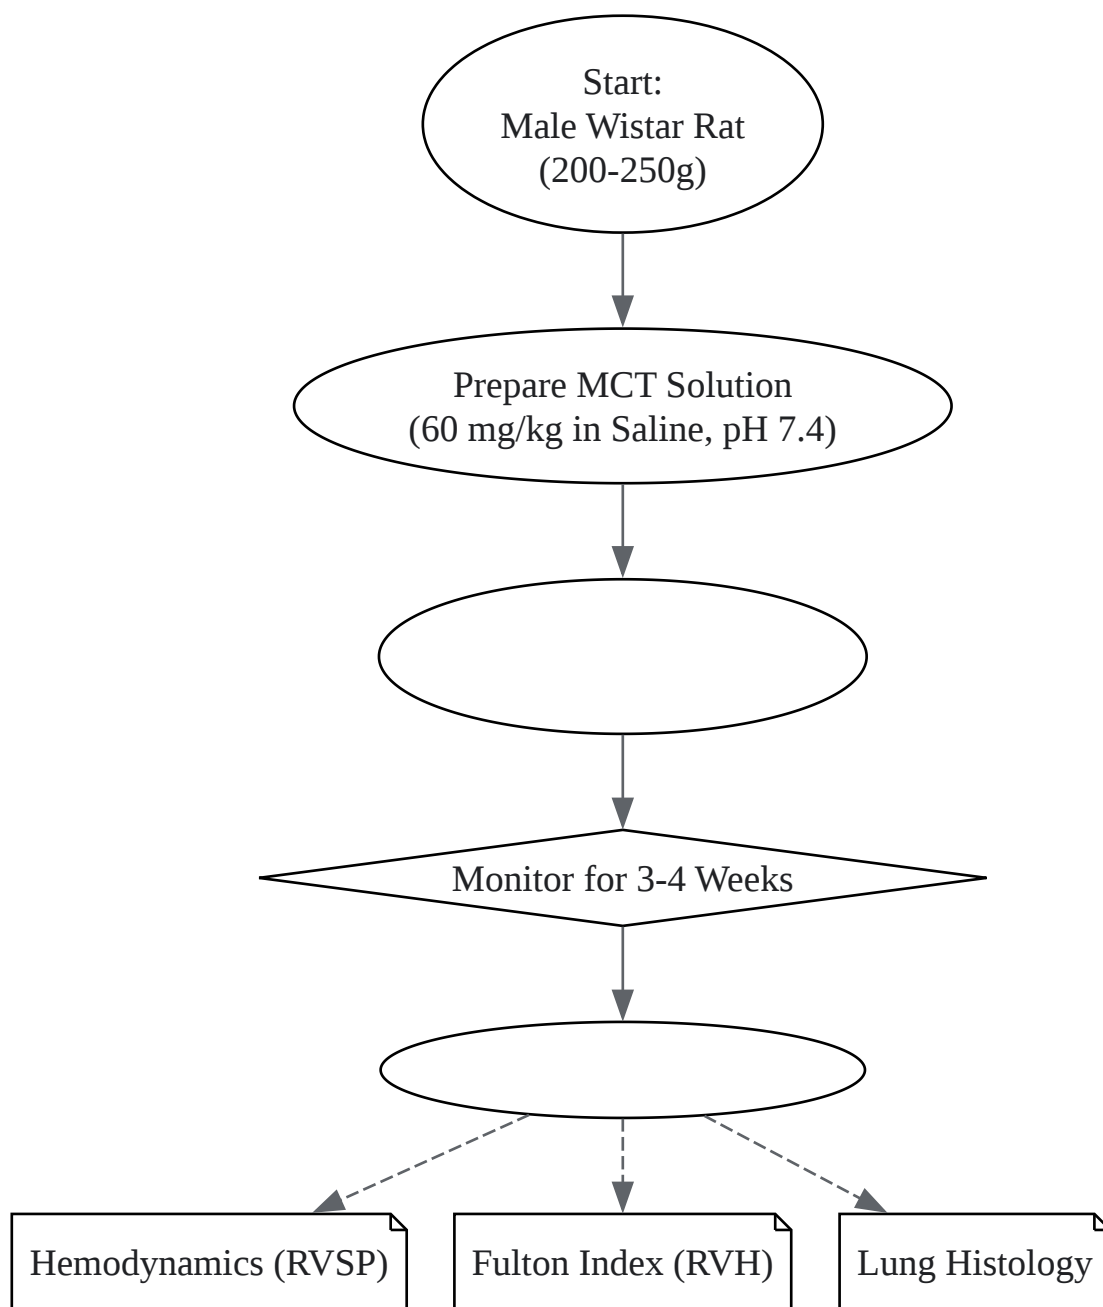 Start:
Male Wistar Rat
(200-250g)
Prepare MCT Solution
(60 mg/kg in Saline, pH 7.4)
Monitor for 3-4 Weeks
Hemodynamics (RVSP)
Fulton Index (RVH)
Lung Histology